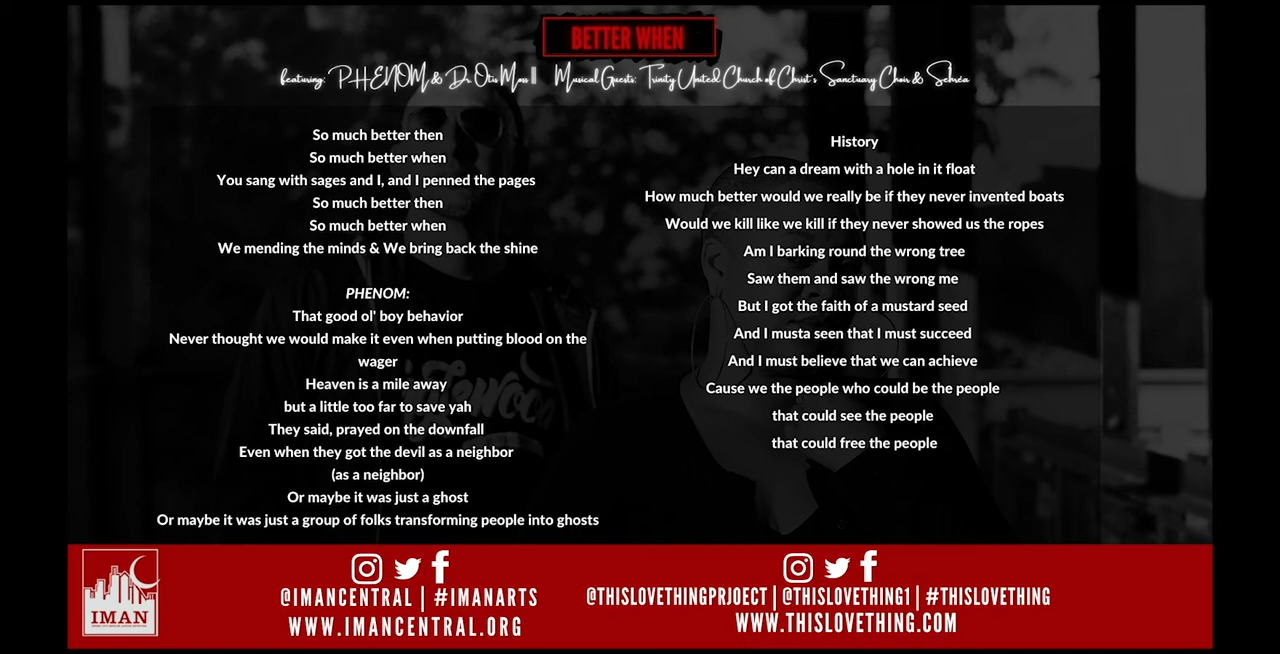 BETTER WHEN
featuring: PHENOM & Dr. Otis Moss III Musical Guests: Trinity United Church of Christ's Sanctuary Choir & Sehréa
So much better then
So much better when
You sang with sages and I, and I penned the pages
So much better then
So much better when
We mending the minds & We bring back the shine
PHENOM:
That good ol' boy behavior
Never thought we would make it even when putting blood on the
wager
Heaven is a mile away
but a little too far to save yah
They said, prayed on the downfall
Even when they got the devil as a neighbor
(as a neighbor)
Or maybe it was just a ghost
Or maybe it was just a group of folks transforming people into ghosts
History
Hey can a dream with a hole in it float
How much better would we really be if they never invented boats
Would we kill like we kill if they never showed us the ropes
Am I barking round the wrong tree
Saw them and saw the wrong me
But I got the faith of a mustard seed
And I musta seen that I must succeed
And I must believe that we can achieve
Cause we the people who could be the people
that could see the people
that could free the people
IMAN
@IMANCENTRAL | #IMANARTS
WWW.IMANCENTRAL.ORG
@THISLOVETHINGPRJOECT | @THISLOVETHING1 | #THISLOVETHING
WWW.THISLOVETHING.COM